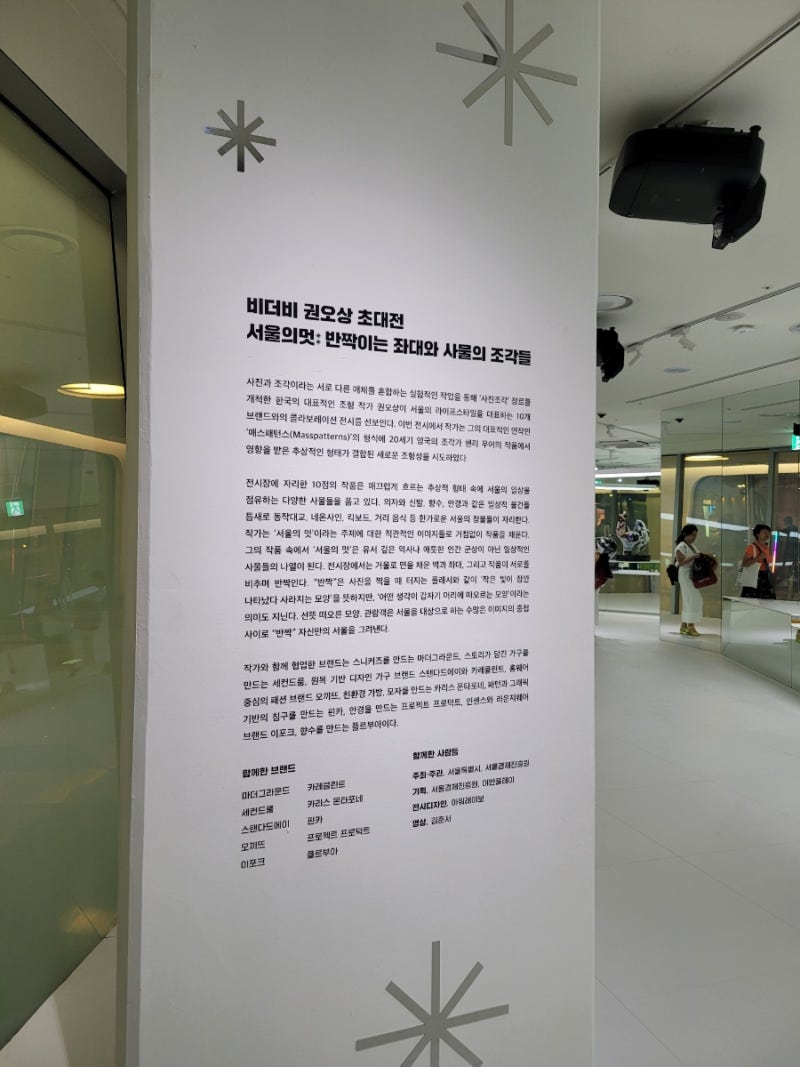 비더비 권오상 초대전
서울의멋: 반짝이는 좌대와 사물의 조각들
사진과 조각이라는 서로 다른 매체를 혼합하는 실험적인 작업을 통해 '사진조각' 장르를
개척한 한국의 대표적인 조형 작가 권오상이 서울의 라이프스타일을 대표하는 10개
브랜드와의 콜라보레이션 전시를 선보인다. 이번 전시에서 작가는 그의 대표적인 연작인
'매스패턴스(Masspatterns)'의 형식에 20세기 영국의 조각가 헨리 무어의 작품에서
영향을 받은 추상적인 형태가 결합된 새로운 조형성을 시도하였다.
전시장에 자리한 10점의 작품은 매끄럽게 흐르는 추상적 형태 속에 서울의 일상을
점유하는 다양한 사물들을 품고 있다. 의자와 신발, 향수, 안경과 같은 일상적 물건들
틈새로 동작대교, 네온사인, 킥보드, 거리 음식 등 한가로운 서울의 정물들이 자리한다.
작가는 '서울의 멋'이라는 주제에 대한 직관적인 이미지들로 거침없이 작품을 채운다.
그의 작품 속에서 '서울의 멋'은 유서 깊은 역사나 애틋한 인간 군상이 아닌 일상적인
사물들의 나열이 된다. 전시장에서는 거울로 면을 채운 벽과 좌대, 그리고 작품이 서로를
비추며 반짝인다. "반짝"은 사진을 찍을 때 터지는 플래시와 같이 '작은 빛이 잠깐
나타났다 사라지는 모양'을 뜻하지만, '어떤 생각이 갑자기 머리에 떠오르는 모양'이라는
의미도 지닌다. 선뜻 떠오른 모양. 관람객은 서울을 대상으로 하는 수많은 이미지의 중첩
사이로 "반짝" 자신만의 서울을 그려낸다.
작가와 함께 협업한 브랜드는 스니커즈를 만드는 마더그라운드, 스토리가 담긴 가구를
만드는 세컨드룸, 원목 기반 디자인 가구 브랜드 스탠다드에이와 카레클린트, 홈웨어
중심의 패션 브랜드 오끼뜨, 친환경 가방, 모자를 만드는 카리스 몬타포네, 패턴과 그래픽
기반의 침구를 만드는 핀카, 안경을 만드는 프로젝트 프로덕트, 인센스와 라운지웨어
브랜드 이포크, 향수를 만드는 플르부아이다.
함께한 브랜드
마더그라운드 카레클린트
세컨드룸 카리스 몬타포네
스탠다드에이 핀카
오끼뜨 프로젝트 프로덕트
이포크 플르부아
함께한 사람들
주최·주관. 서울특별시, 서울경제진흥원
기획. 서울경제진흥원, 어반플레이
전시디자인. 아워레이보
영상. 김준서